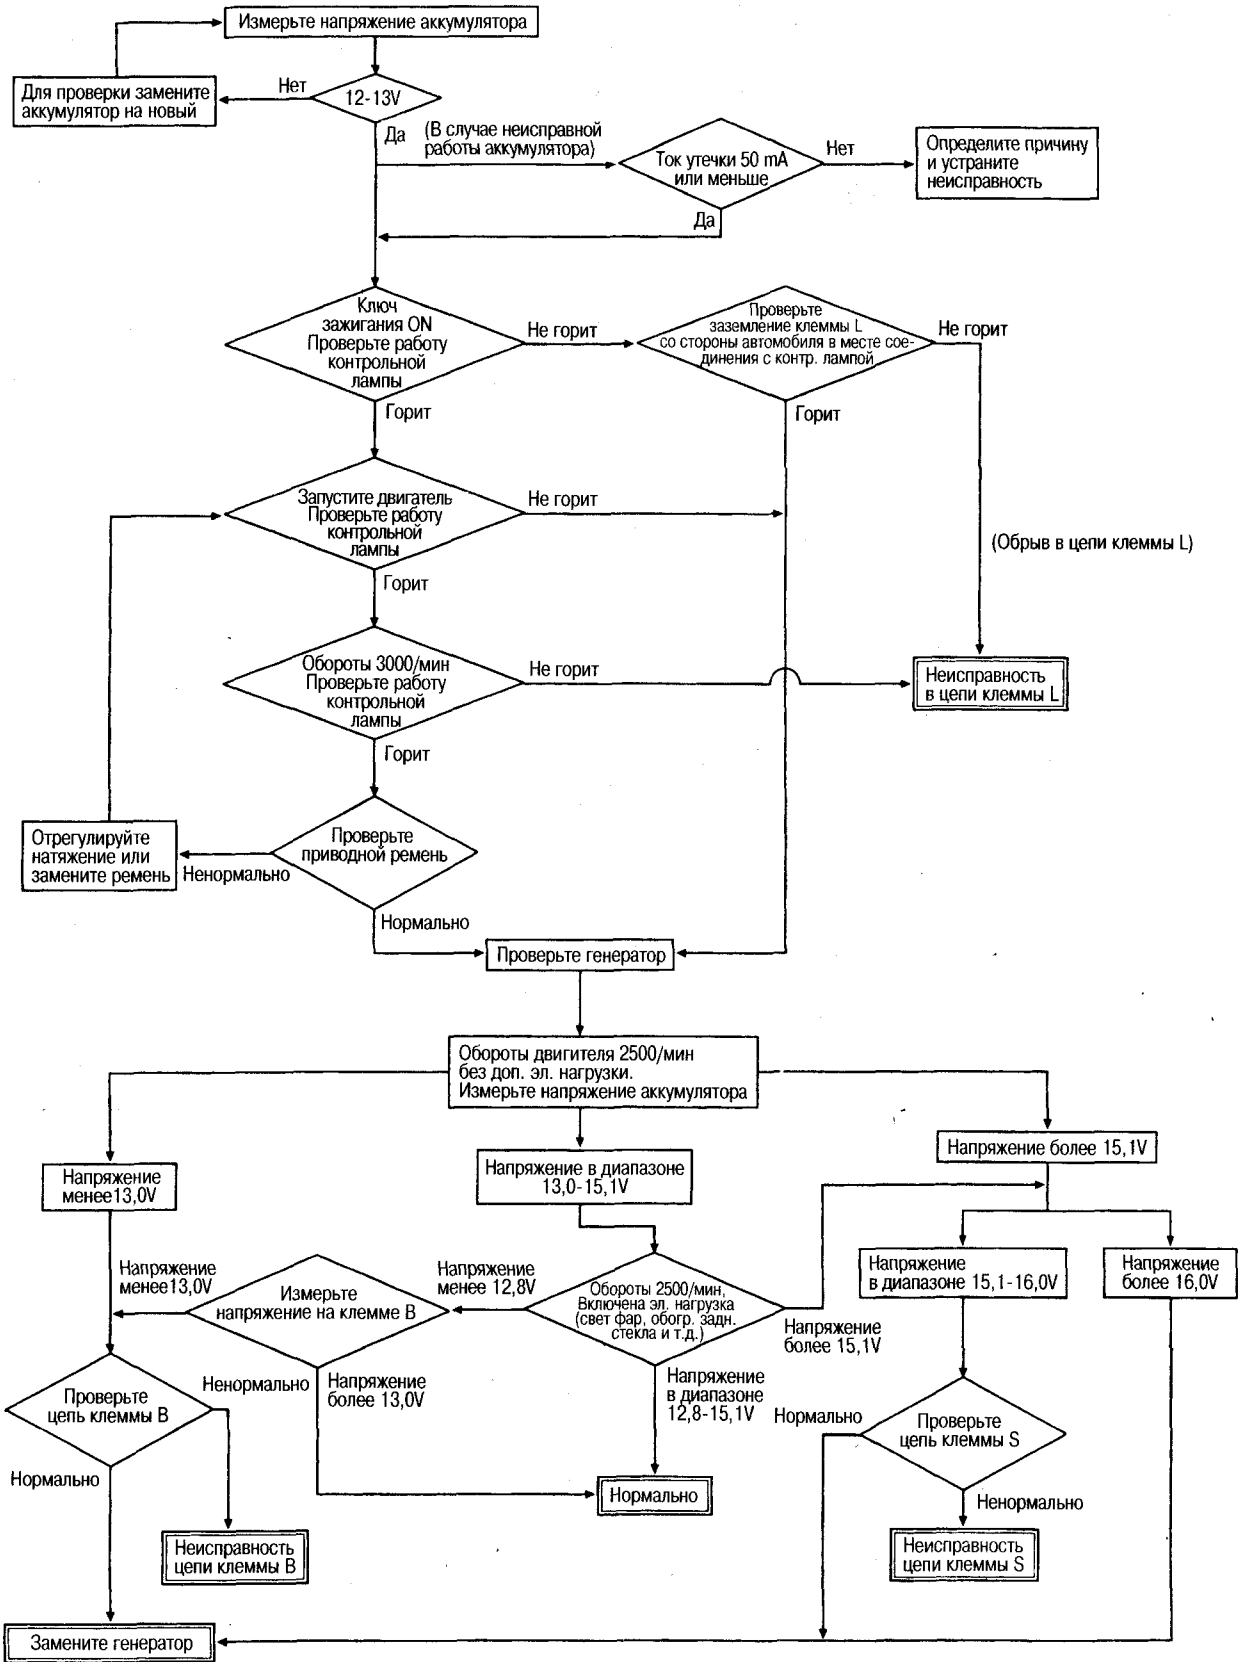 Измерьте напряжение аккумулятора
Для проверки замените
аккумулятор на новый
Нет
12-13V
Да
(В случае неисправной
работы аккумулятора)
Ток утечки 50 mA
или меньше
Нет
Определите причину
и устраните
неисправность
Да
Ключ
зажигания ON
Проверьте работу
контрольной
лампы
Не горит
Проверьте
заземление клеммы L
со стороны автомобиля в месте сое-
динения с контр. лампой
Не горит
Горит
Горит
Запустите двигатель
Проверьте работу
контрольной
лампы
Не горит
(Обрыв в цепи клеммы L)
Горит
Обороты 3000/мин
Проверьте работу
контрольной
лампы
Не горит
Неисправность
в цепи клеммы L
Горит
Отрегулируйте
натяжение или
замените ремень
Ненормально
Проверьте
приводной ремень
Нормально
Проверьте генератор
Обороты двигителя 2500/мин
без доп. эл. нагрузки.
Измерьте напряжение аккумулятора
Напряжение
менее13,0V
Напряжение в диапазоне
13,0-15,1V
Напряжение более 15,1V
Напряжение
менее13,0V
Измерьте
напряжение на клемме B
Напряжение
менее 12,8V
Обороты 2500/мин,
Включена эл. нагрузка
(свет фар, обогр. задн.
стекла и т.д.)
Напряжение
более 15,1V
Напряжение
в диапазоне 15,1-16,0V
Напряжение
более 16,0V
Проверьте
цепь клеммы B
Ненормально
Напряжение
более 13,0V
Напряжение
в диапазоне
12,8-15,1V
Нормально
Проверьте
цепь клеммы S
Нормально
Нормально
Ненормально
Неисправность
цепи клеммы B
Неисправность
цепи клеммы S
Замените генератор